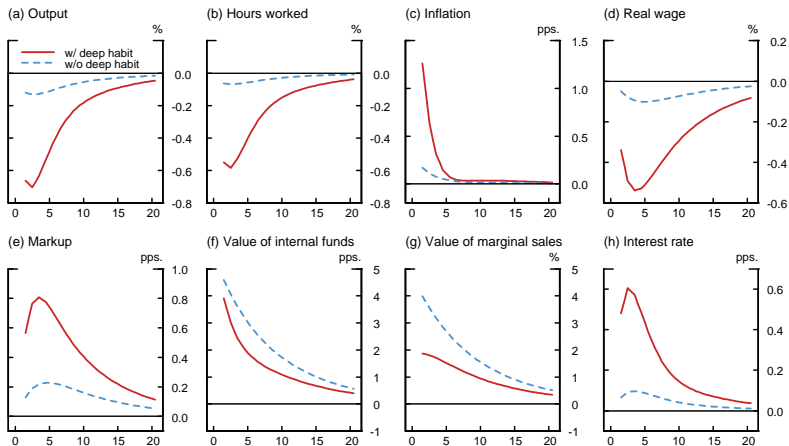 (a) Output
%
w/ deep habit
w/o deep habit
0.0
-0.2
-0.4
-0.6
-0.8
0 5 10 15 20
(b) Hours worked
%
0.0
-0.2
-0.4
-0.6
-0.8
0 5 10 15 20
(c) Inflation
pps.
1.5
1.0
0.5
0.0
0 5 10 15 20
(d) Real wage
%
0.2
0.0
-0.2
-0.4
-0.6
0 5 10 15 20
(e) Markup
pps.
1.0
0.8
0.6
0.4
0.2
0.0
0 5 10 15 20
(f) Value of internal funds
pps.
5
4
3
2
1
0
-1
0 5 10 15 20
(g) Value of marginal sales
%
5
4
3
2
1
0
-1
0 5 10 15 20
(h) Interest rate
pps.
0.6
0.4
0.2
0.0
0 5 10 15 20